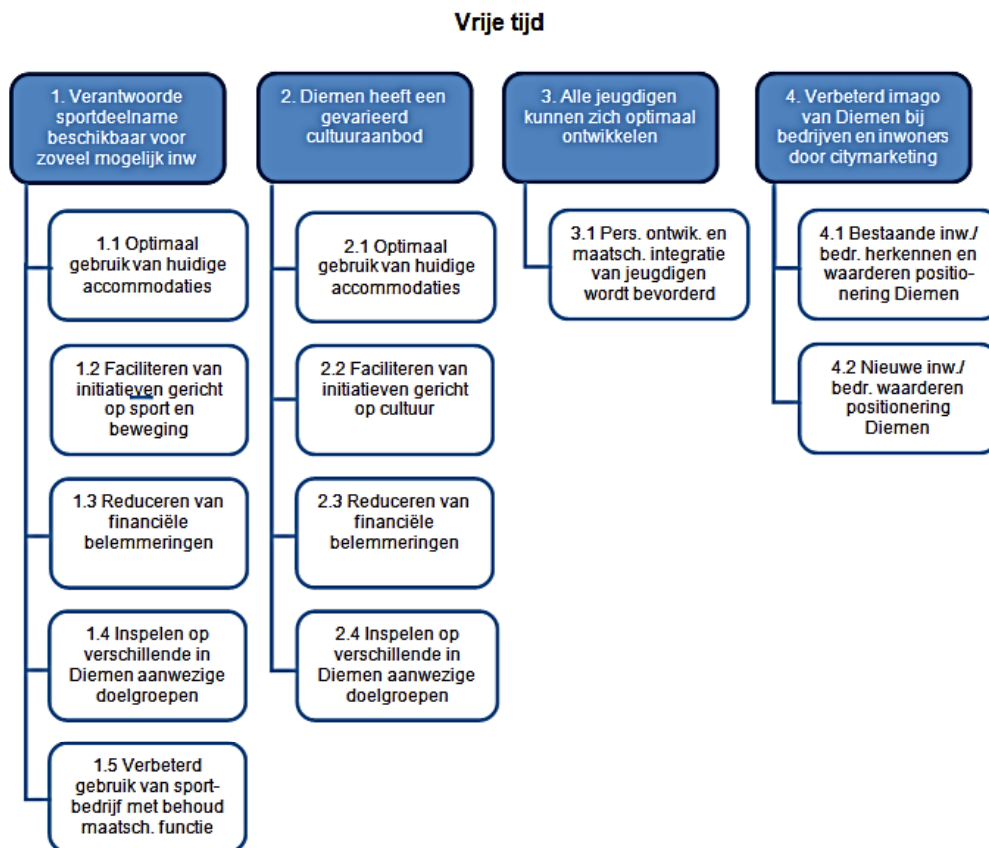 Vrije tijd
1. Verantwoorde
sportdeelname
beschikbaar voor
zoveel mogelijk inw
1.1 Optimaal
gebruik van huidige
accommodaties
1.2 Faciliteren van
initiatieven gericht
op sport en
beweging
1.3 Reduceren van
financiële
belemmeringen
1.4 Inspelen op
verschillende in
Diemen aanwezige
doelgroepen
1.5 Verbeterd
gebruik van sport-
bedrijf met behoud
maatsch. functie
2. Diemen heeft een
gevarieerd
cultuuraanbod
2.1 Optimaal
gebruik van huidige
accommodaties
2.2 Faciliteren van
initiatieven gericht
op cultuur
2.3 Reduceren van
financiële
belemmeringen
2.4 Inspelen op
verschillende in
Diemen aanwezige
doelgroepen
3. Alle jeugdigen
kunnen zich optimaal
ontwikkelen
3.1 Pers. ontwik. en
maatsch. integratie
van jeugdigen
wordt bevorderd
4. Verbeterd imago
van Diemen bij
bedrijven en inwoners
door citymarketing
4.1 Bestaande inw./
bedr. herkennen en
waarderen positio-
nering Diemen
4.2 Nieuwe inw./
bedr. waarderen
positionering
Diemen